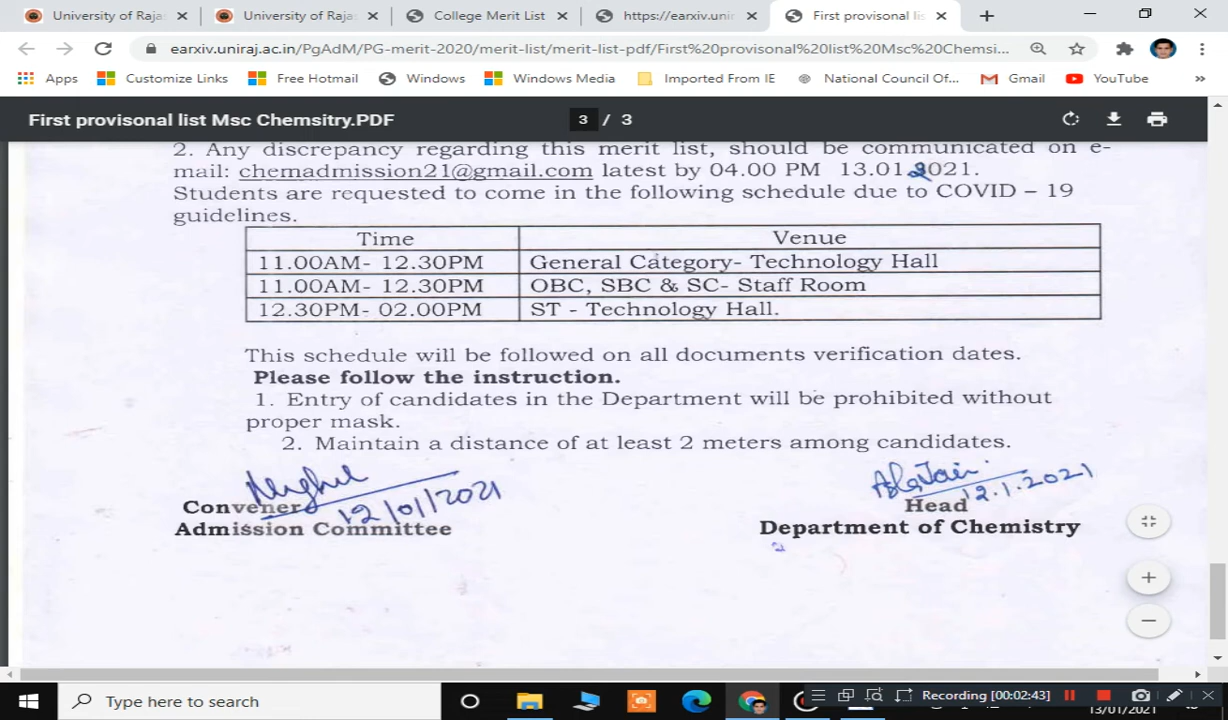 University of Raja
University of Raja
College Merit List
https://earxiv.uni
First provisonal li
earxiv.uniraj.ac.in/PgAdM/PG-merit-2020/merit-list/merit-list-pdf/First%20provisonal%20list%20Msc%20Chemsi...
Apps
Customize Links
Free Hotmail
Windows
Windows Media
Imported From IE
National Council Of...
Gmail
YouTube
»
First provisonal list Msc Chemsitry.PDF
3 / 3
2. Any discrepancy regarding this merit list, should be communicated on e-
mail: chemadmission21@gmail.com latest by 04.00 PM 13.01.2021.
Students are requested to come in the following schedule due to COVID – 19
guidelines.
Time Venue
11.00AM- 12.30PM General Category- Technology Hall
11.00AM- 12.30PM OBC, SBC & SC- Staff Room
12.30PM- 02.00PM ST - Technology Hall.
This schedule will be followed on all documents verification dates.
Please follow the instruction.
1. Entry of candidates in the Department will be prohibited without
proper mask.
2. Maintain a distance of at least 2 meters among candidates.
12/01/2021
12.1.2021
Convener
Head
Admission Committee
Department of Chemistry
Type here to search
Recording [00:02:43]
13/01/2021